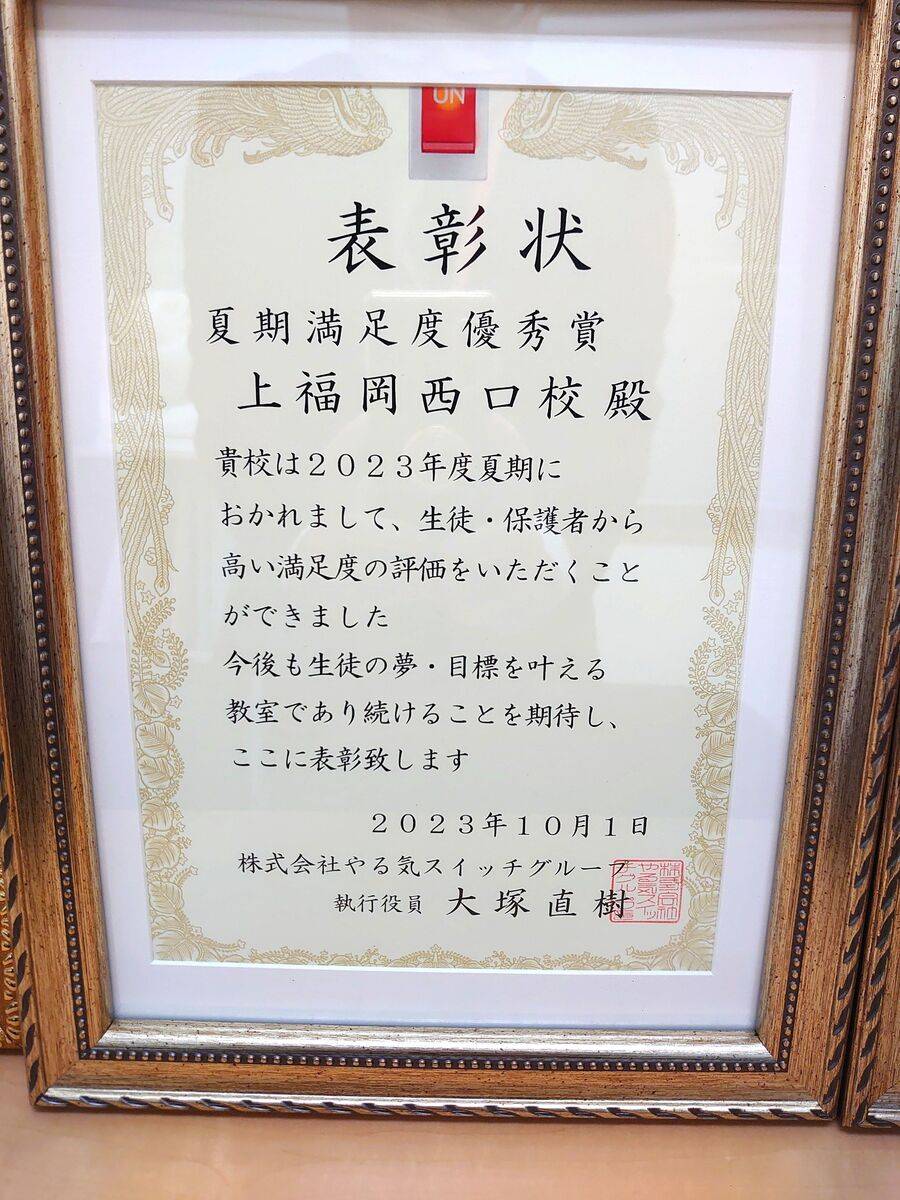 ON
表彰状
夏期満足度優秀賞
上福岡西口校殿
貴校は２０２３年度夏期に
おかれまして、生徒・保護者から
高い満足度の評価をいただくこと
ができました
今後も生徒の夢・目標を叶える
教室であり続けることを期待し、
ここに表彰致します
２０２３年１０月１日
株式会社やる気スイッチグループ
執行役員 大塚直樹